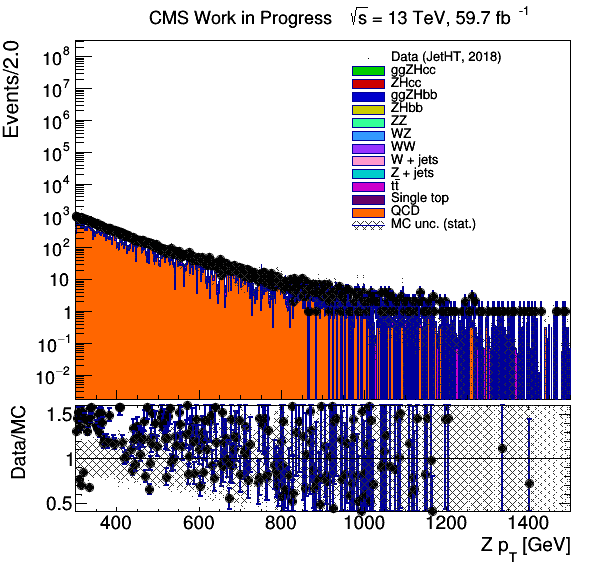 CMS Work in Progress √s = 13 TeV, 59.7 fb⁻¹
Events/2.0
10⁸
10⁷
10⁶
10⁵
10⁴
10³
10²
10
1
10⁻¹
10⁻²
Data (JetHT, 2018)
ggZHcc
ZHcc
ggZHbb
ZHbb
ZZ
WZ
WW
W + jets
Z + jets
tt̄
Single top
QCD
MC unc. (stat.)
Data/MC
1.5
1
0.5
400 600 800 1000 1200 1400
Z p_T [GeV]